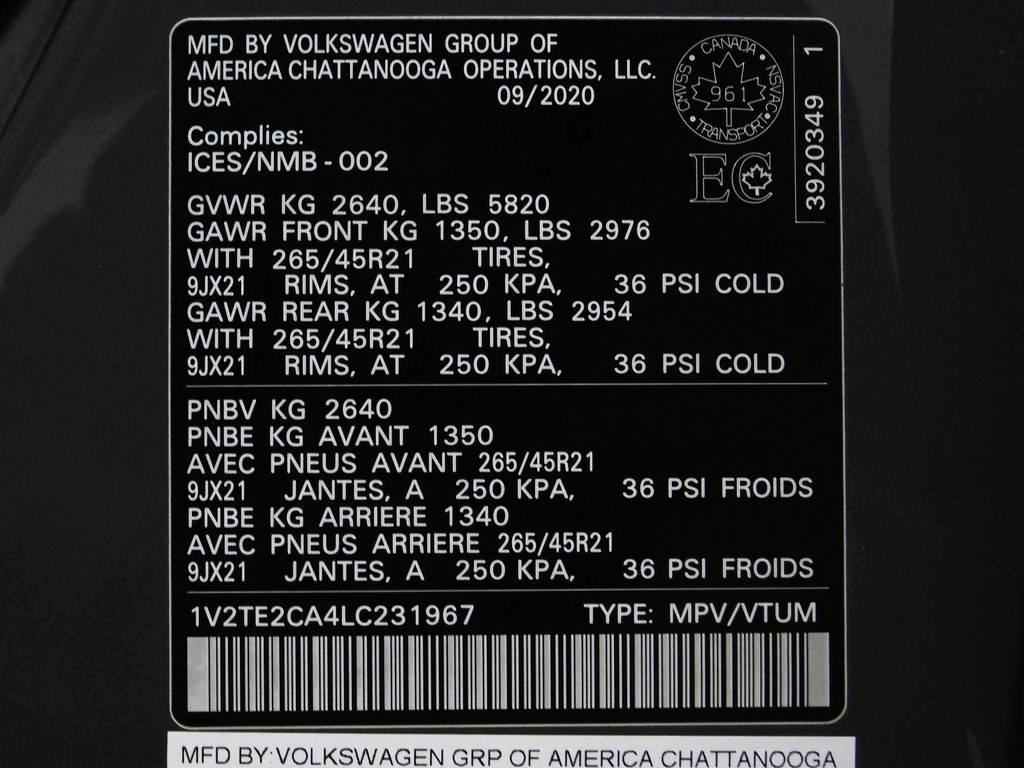 MFD BY VOLKSWAGEN GROUP OF
AMERICA CHATTANOOGA OPERATIONS, LLC.
USA 09/2020
CANADA
CMVSS NSVAC
961
TRANSPORT
EC
3920349 1
Complies:
ICES/NMB - 002
GVWR KG 2640, LBS 5820
GAWR FRONT KG 1350, LBS 2976
WITH 265/45R21 TIRES,
9JX21 RIMS, AT 250 KPA, 36 PSI COLD
GAWR REAR KG 1340, LBS 2954
WITH 265/45R21 TIRES,
9JX21 RIMS, AT 250 KPA, 36 PSI COLD
PNBV KG 2640
PNBE KG AVANT 1350
AVEC PNEUS AVANT 265/45R21
9JX21 JANTES, A 250 KPA, 36 PSI FROIDS
PNBE KG ARRIERE 1340
AVEC PNEUS ARRIERE 265/45R21
9JX21 JANTES, A 250 KPA, 36 PSI FROIDS
1V2TE2CA4LC231967 TYPE: MPV/VTUM
MFD BY:VOLKSWAGEN GRP OF AMERICA CHATTANOOGA